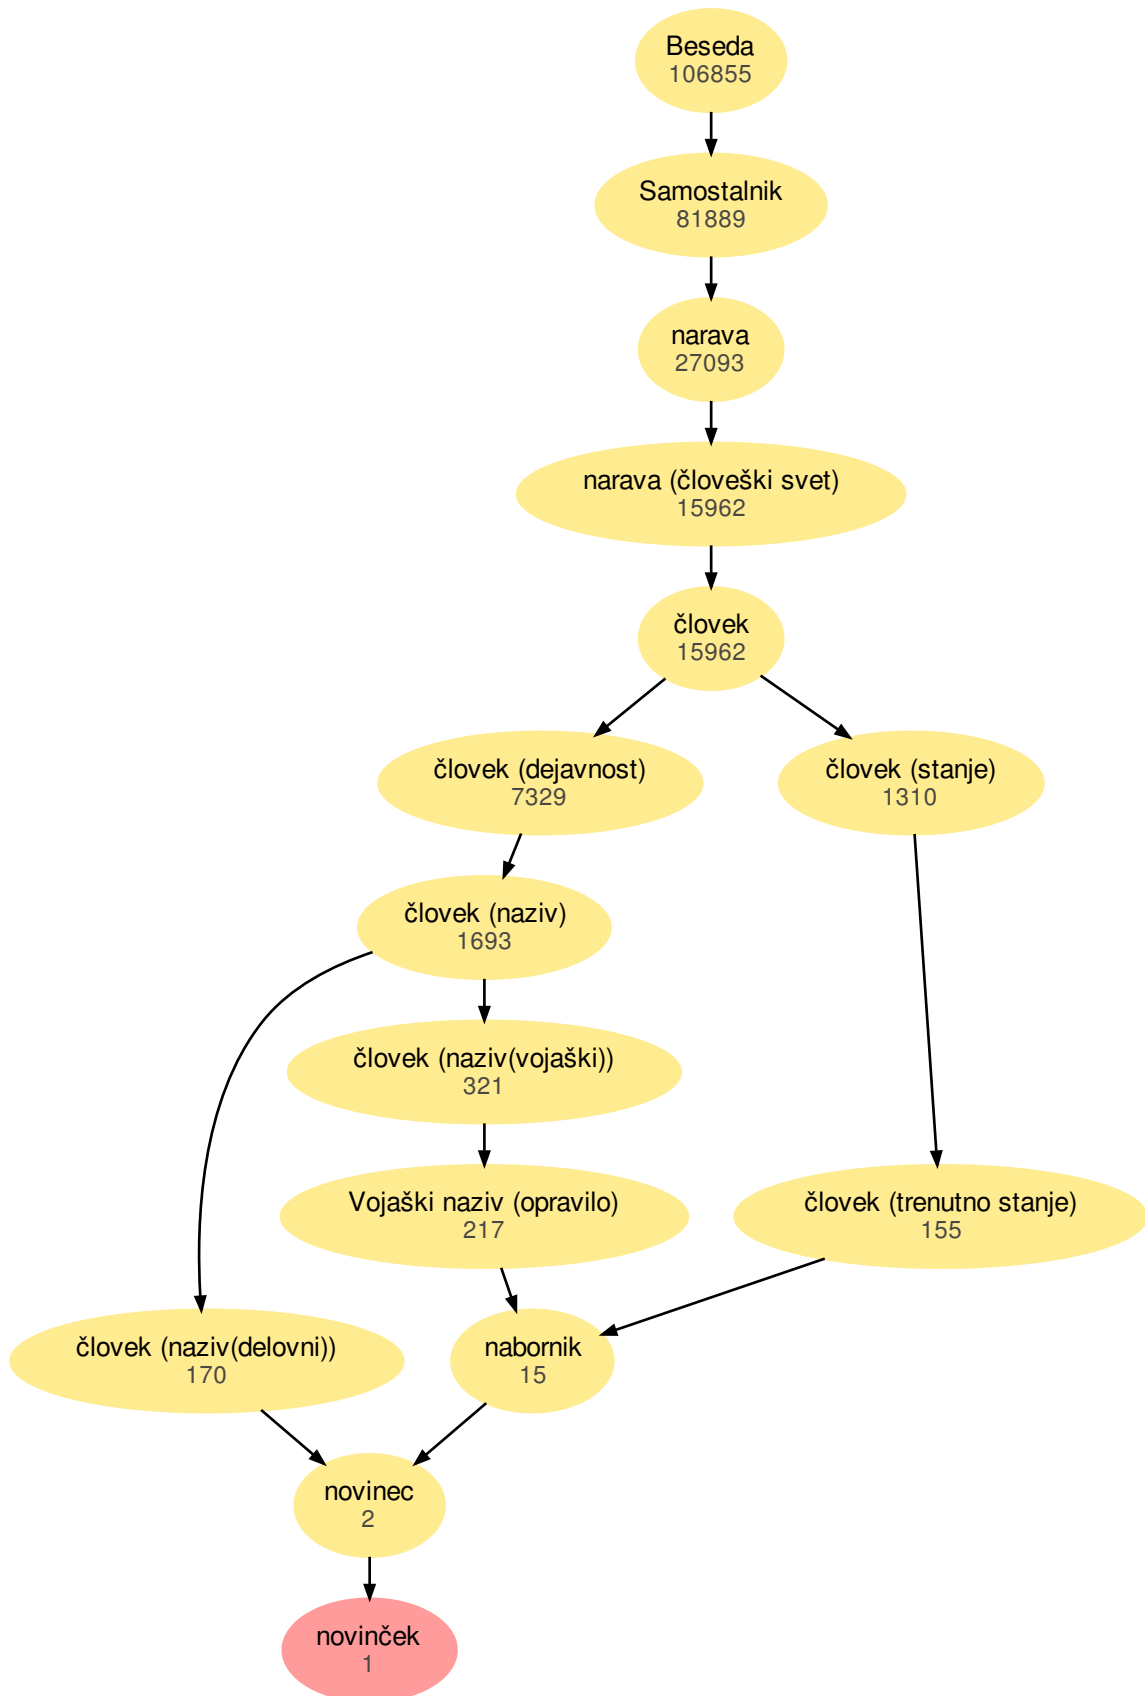 Beseda
106855
Samostalnik
81889
narava
27093
narava (človeški svet)
15962
človek
15962
človek (dejavnost)
7329
človek (stanje)
1310
človek (naziv)
1693
človek (naziv(vojaški))
321
Vojaški naziv (opravilo)
217
človek (trenutno stanje)
155
človek (naziv(delovni))
170
nabornik
15
novinec
2
novinček
1